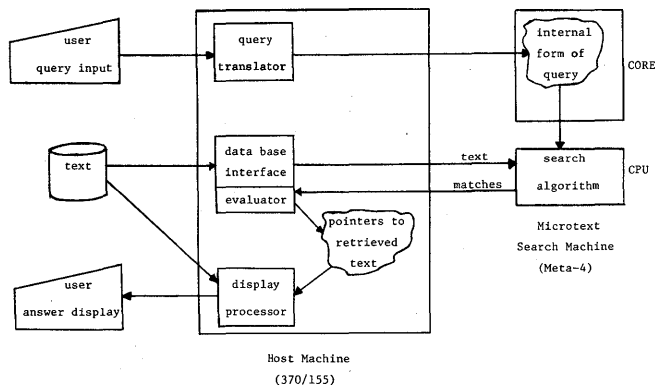 user
query input
query
translator
internal
form of
query
CORE
text
data base
interface
evaluator
text
matches
search
algorithm
CPU
pointers to
retrieved
text
Microtext
Search Machine
(Meta-4)
user
answer display
display
processor
Host Machine
(370/155)